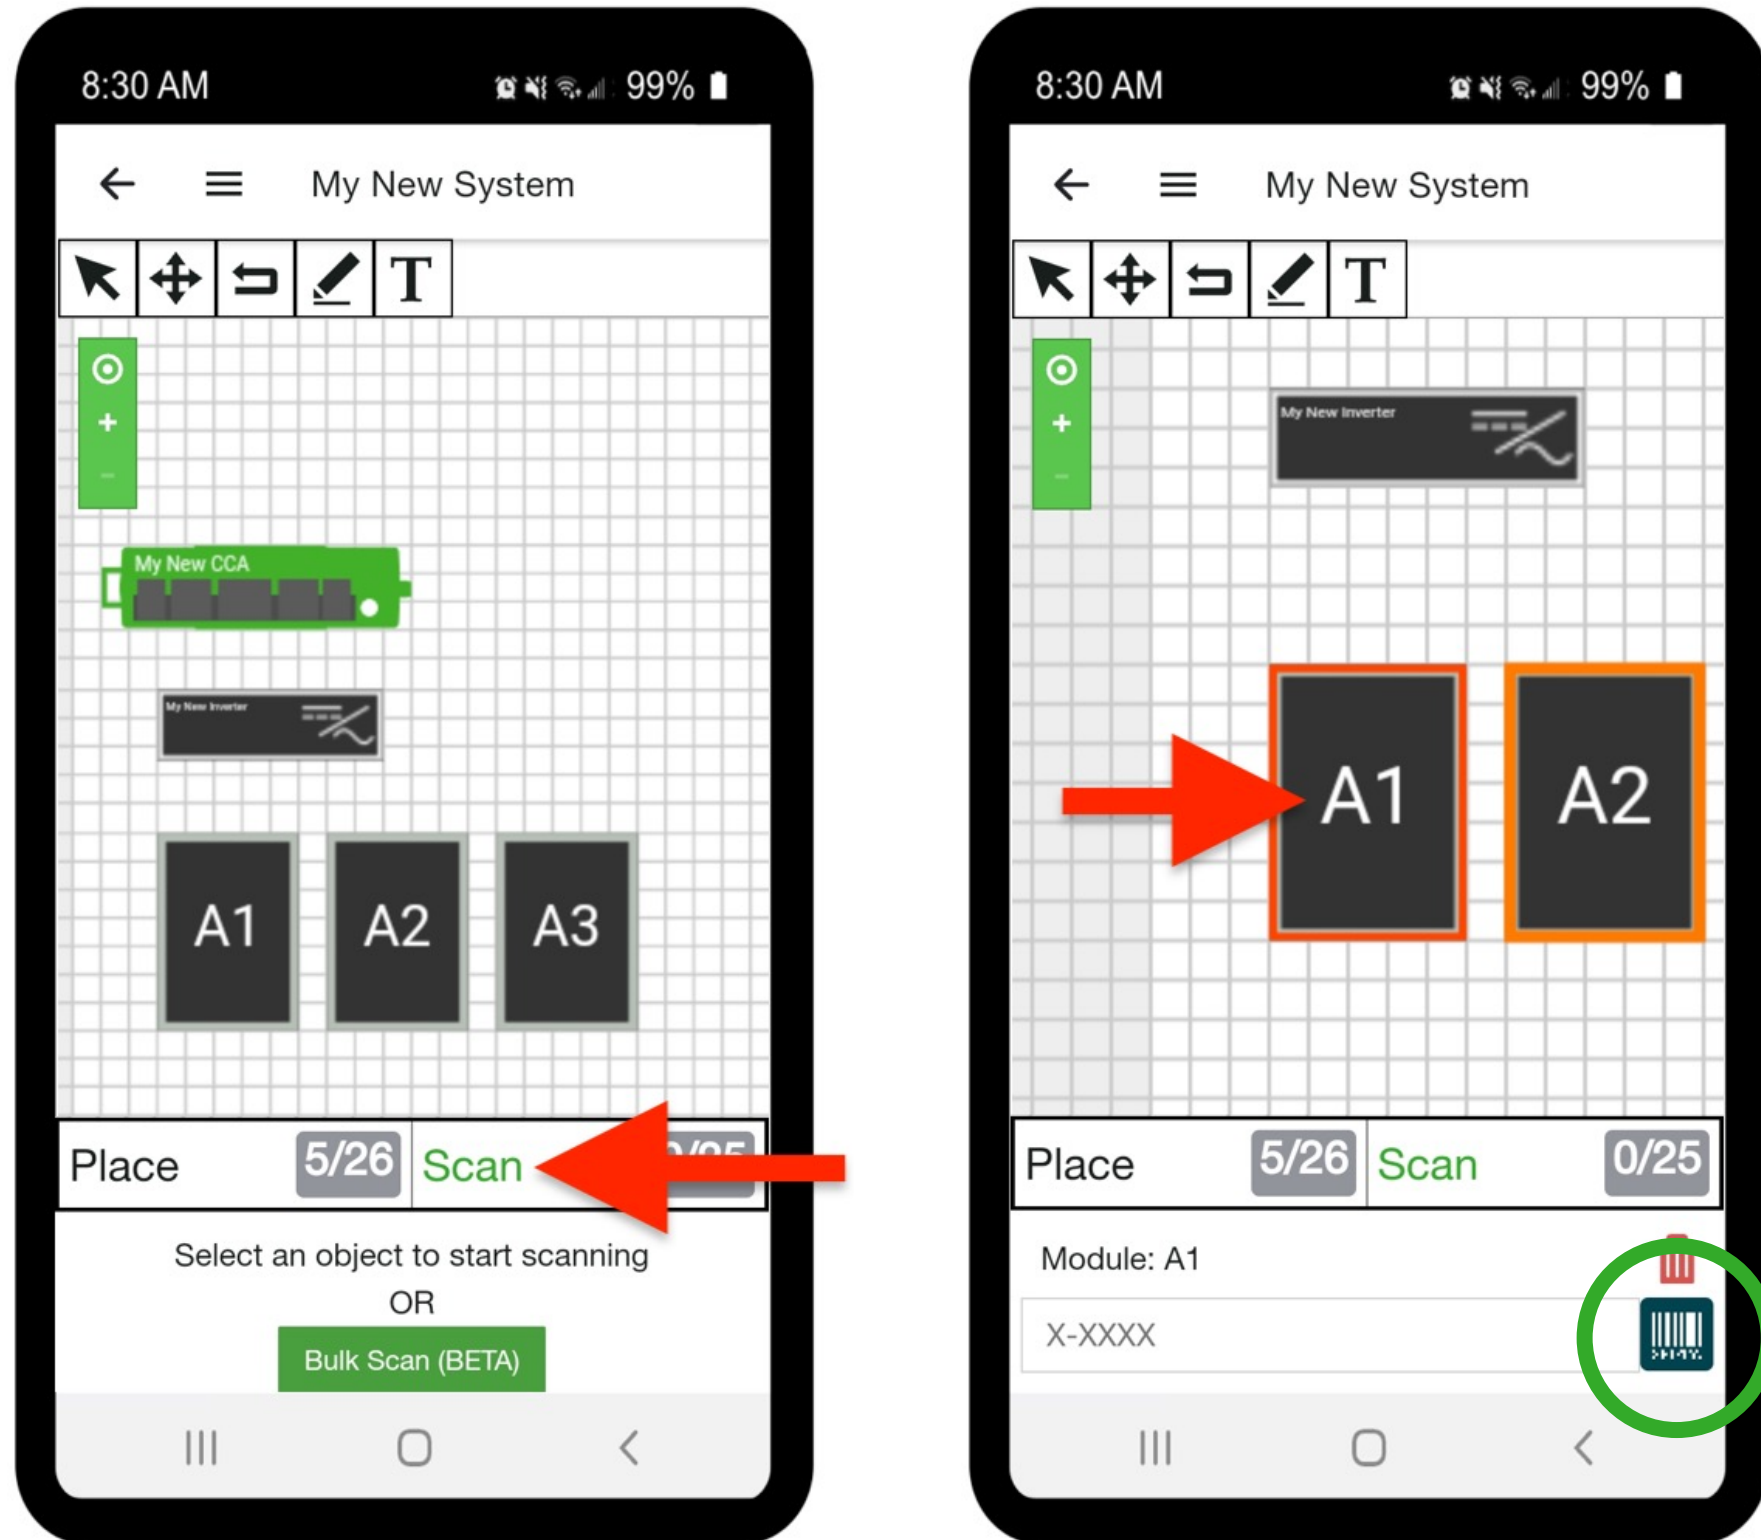 8:30 AM
99%
My New System
T
My New CCA
My New Inverter
A1
A2
A3
Place
5/26
Scan
Select an object to start scanning
OR
Bulk Scan (BETA)
8:30 AM
99%
My New System
T
My New Inverter
A1
A2
Place
5/26
Scan
0/25
Module: A1
X-XXXX